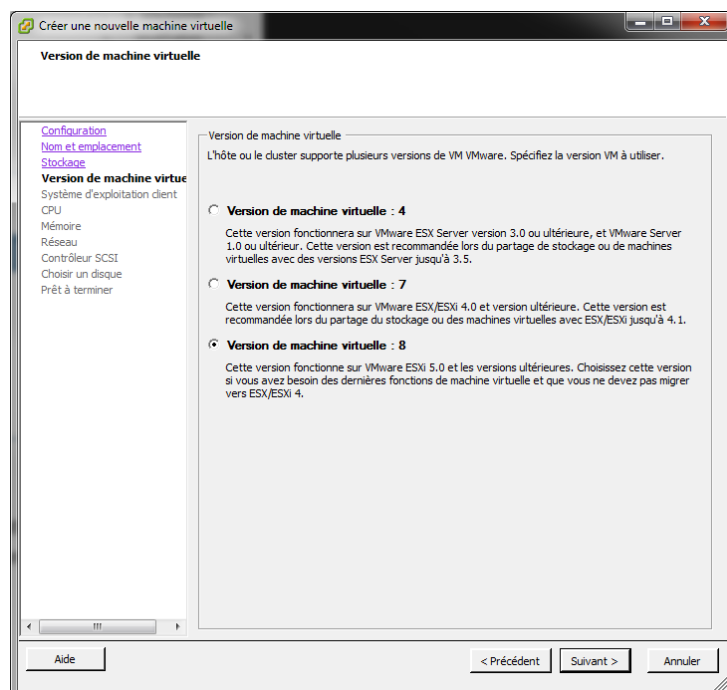 Créer une nouvelle machine virtuelle
Version de machine virtuelle
Configuration
Nom et emplacement
Stockage
Version de machine virtue
Système d'exploitation client
CPU
Mémoire
Réseau
Contrôleur SCSI
Choisir un disque
Prêt à terminer
Version de machine virtuelle
L'hôte ou le cluster supporte plusieurs versions de VM VMware. Spécifiez la version VM à utiliser.
Version de machine virtuelle : 4
Cette version fonctionnera sur VMware ESX Server version 3.0 ou ultérieure, et VMware Server
1.0 ou ultérieur. Cette version est recommandée lors du partage de stockage ou de machines
virtuelles avec des versions ESX Server jusqu'à 3.5.
Version de machine virtuelle : 7
Cette version fonctionnera sur VMware ESX/ESXi 4.0 et version ultérieure. Cette version est
recommandée lors du partage du stockage ou des machines virtuelles avec ESX/ESXi jusqu'à 4.1.
Version de machine virtuelle : 8
Cette version fonctionne sur VMware ESXi 5.0 et les versions ultérieures. Choisissez cette version
si vous avez besoin des dernières fonctions de machine virtuelle et que vous ne devez pas migrer
vers ESX/ESXi 4.
Aide
< Précédent
Suivant >
Annuler